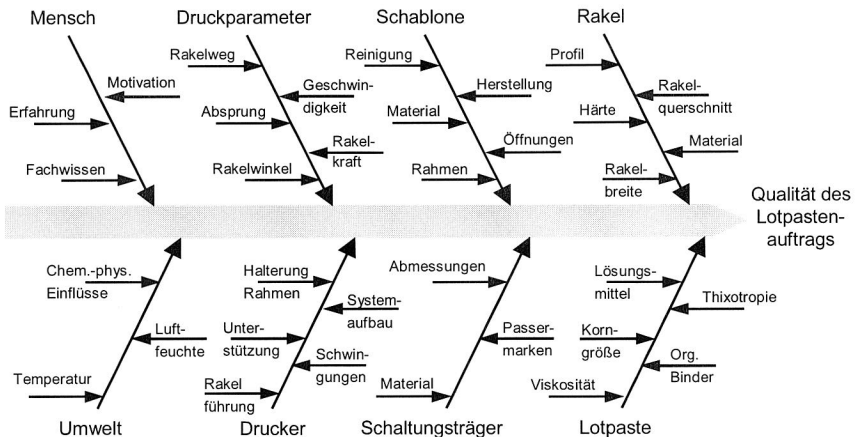 Mensch
Druckparameter
Schablone
Rakel
Rakelweg
Reinigung
Profil
Motivation
Geschwin-
digkeit
Herstellung
Rakel-
querschnitt
Erfahrung
Absprung
Material
Härte
Rakel-
kraft
Öffnungen
Material
Fachwissen
Rakelwinkel
Rahmen
Rakel-
breite
Qualität des
Lotpasten-
auftrags
Chem.-phys.
Einflüsse
Halterung
Rahmen
Abmessungen
Lösungs-
mittel
System-
aufbau
Thixotropie
Luft-
feuchte
Unter-
stützung
Passer-
marken
Korn-
größe
Schwin-
gungen
Org.
Binder
Temperatur
Rakel
führung
Material
Viskosität
Umwelt
Drucker
Schaltungsträger
Lotpaste